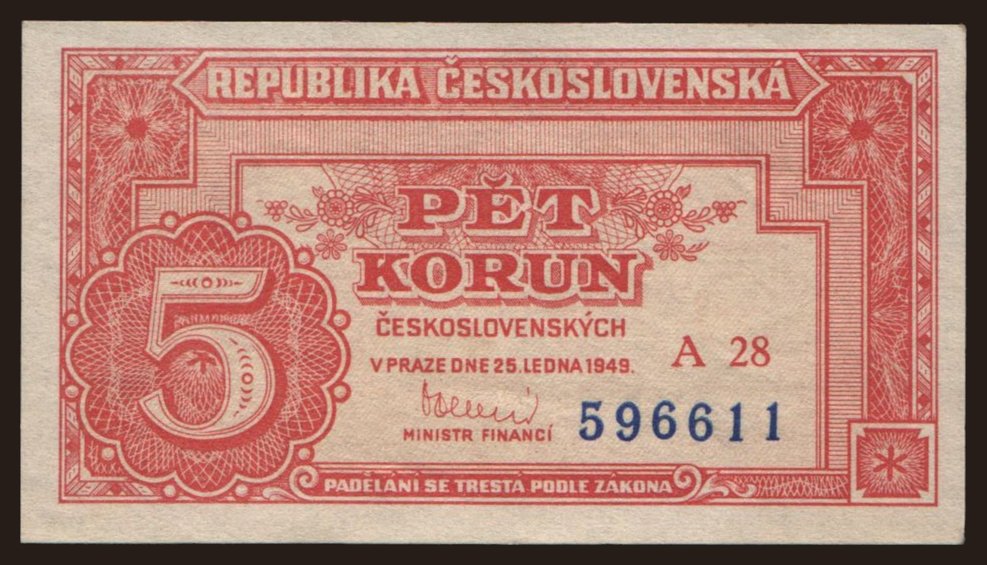 REPUBLIKA ČESKOSLOVENSKÁ
PĚT
KORUN
ČESKOSLOVENSKÝCH
V PRAZE DNE 25. LEDNA 1949.
A 28
5
596611
MINISTR FINANCÍ
PADĚLÁNÍ SE TRESTÁ PODLE ZÁKONA